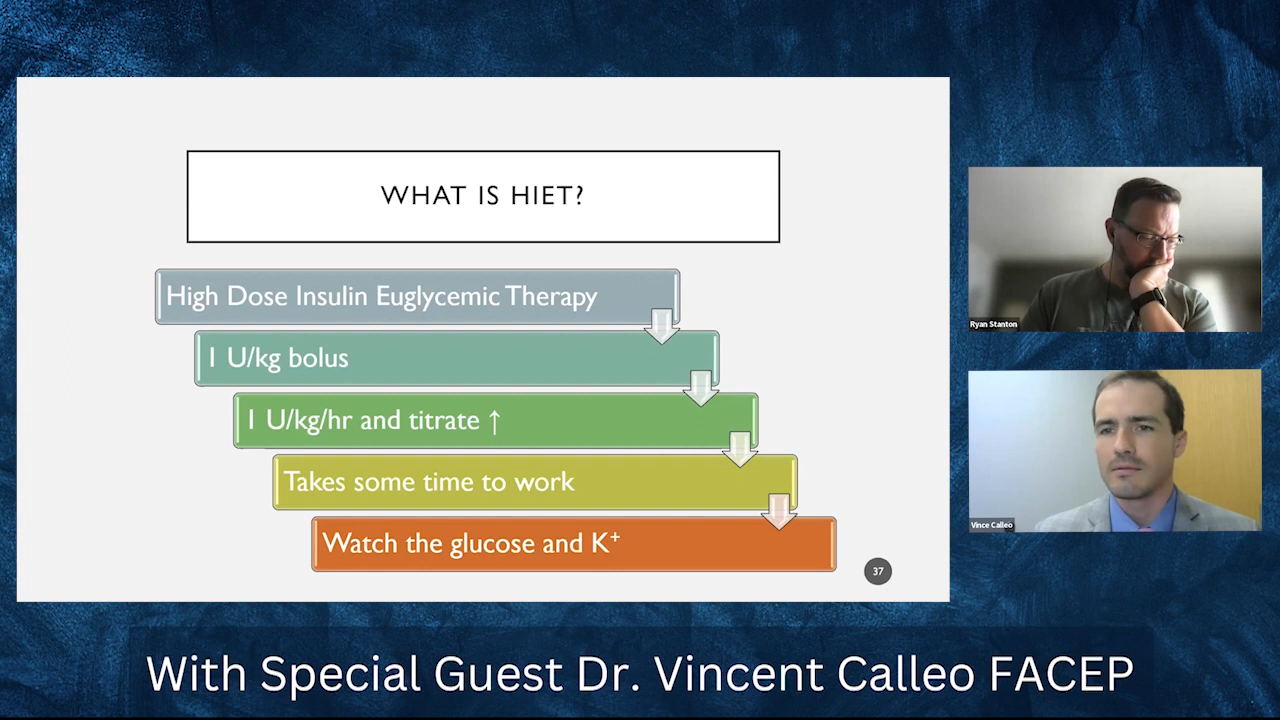 WHAT IS HIET?
High Dose Insulin Euglycemic Therapy
1 U/kg bolus
1 U/kg/hr and titrate ↑
Takes some time to work
Watch the glucose and K⁺
37
Ryan Stanton
Vince Calleo
With Special Guest Dr. Vincent Calleo FACEP